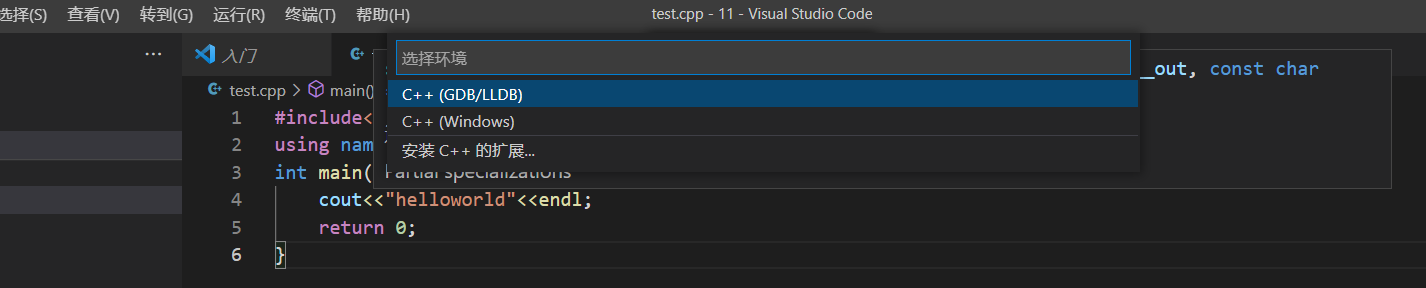 选择(S) 查看(V) 转到(G) 运行(R) 终端(T) 帮助(H) test.cpp - 11 - Visual Studio Code
··· 入门
选择环境
_out, const char
C++ (GDB/LLDB)
C++ (Windows)
安装 C++ 的扩展...
Partial specializations
test.cpp > main()
1 #include<
2 using nam
3 int main(
4 cout<<"helloworld"<<endl;
5 return 0;
6 }